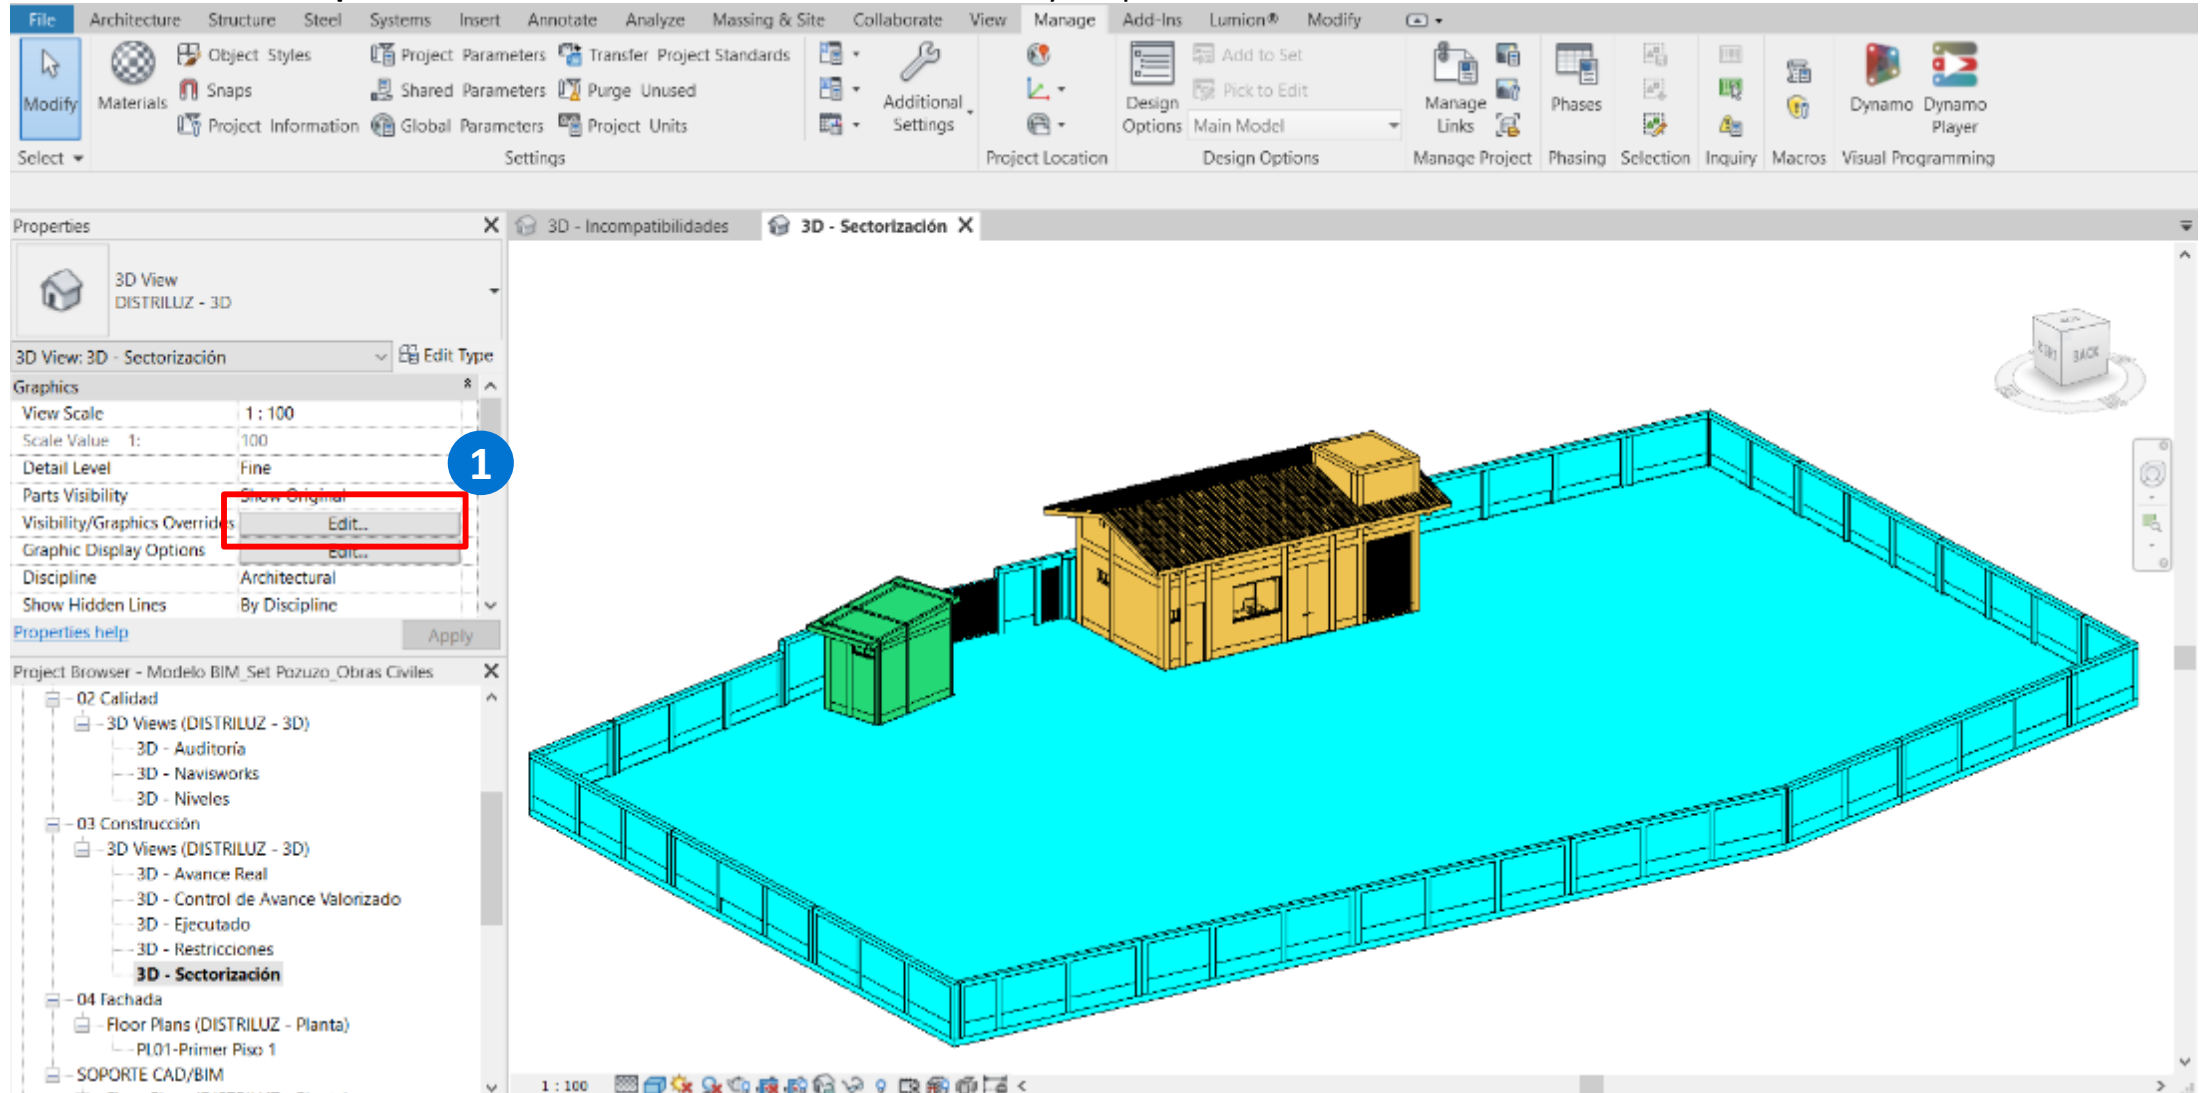 File Architecture Structure Steel Systems Insert Annotate Analyze Massing & Site Collaborate View Manage Add-Ins Lumion® Modify
Modify
Materials
Object Styles
Snaps
Project Information
Project Parameters
Shared Parameters
Global Parameters
Transfer Project Standards
Purge Unused
Project Units
Additional
Settings
Design
Options
Add to Set
Pick to Edit
Main Model
Manage
Links
Phases
Dynamo
Dynamo
Player
Select Settings Project Location Design Options Manage Project Phasing Selection Inquiry Macros Visual Programming
Properties
3D - Incompatibilidades
3D - Sectorización
3D View
DISTRILUZ - 3D
3D View: 3D - Sectorización
Edit Type
Graphics
View Scale 1 : 100
Scale Value 1: 100
Detail Level Fine
1
Parts Visibility Show Original
Visibility/Graphics Overrides Edit...
Graphic Display Options Edit...
Discipline Architectural
Show Hidden Lines By Discipline
Properties help
Apply
BACK
Project Browser - Modelo BIM_Set Pozuzo_Obras Civiles
02 Calidad
3D Views (DISTRILUZ - 3D)
3D - Auditoría
3D - Navisworks
3D - Niveles
03 Construcción
3D Views (DISTRILUZ - 3D)
3D - Avance Real
3D - Control de Avance Valorizado
3D - Ejecutado
3D - Restricciones
3D - Sectorización
04 Fachada
Floor Plans (DISTRILUZ - Planta)
PL01-Primer Piso 1
SOPORTE CAD/BIM
1 : 100